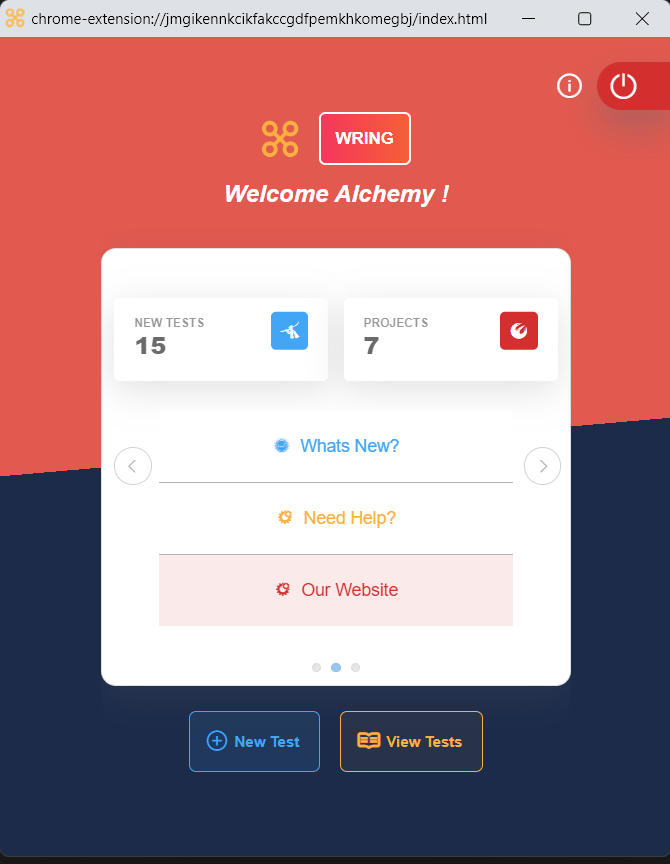 chrome-extension://jmgikennkcikfakccgdfpemkhkomegbj/index.html
WRING
Welcome Alchemy !
NEW TESTS
15
PROJECTS
7
Whats New?
Need Help?
Our Website
New Test
View Tests